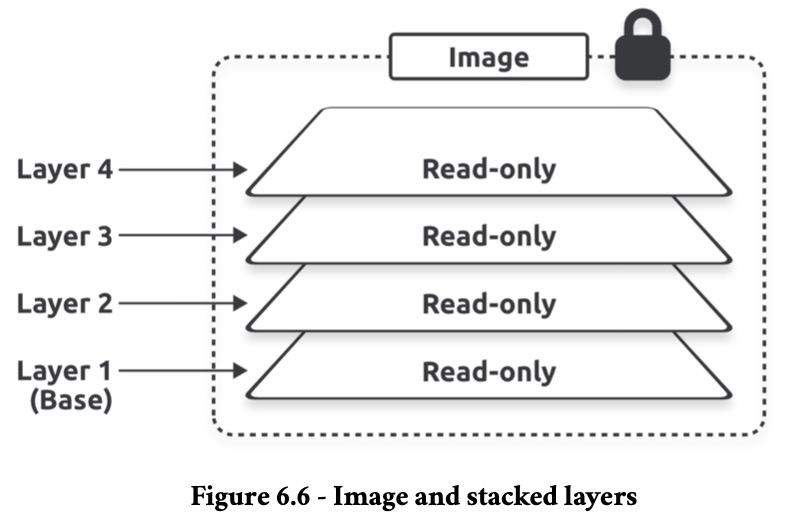 Image
Layer 4 Read-only
Layer 3 Read-only
Layer 2 Read-only
Layer 1 Read-only
(Base)
Figure 6.6 - Image and stacked layers